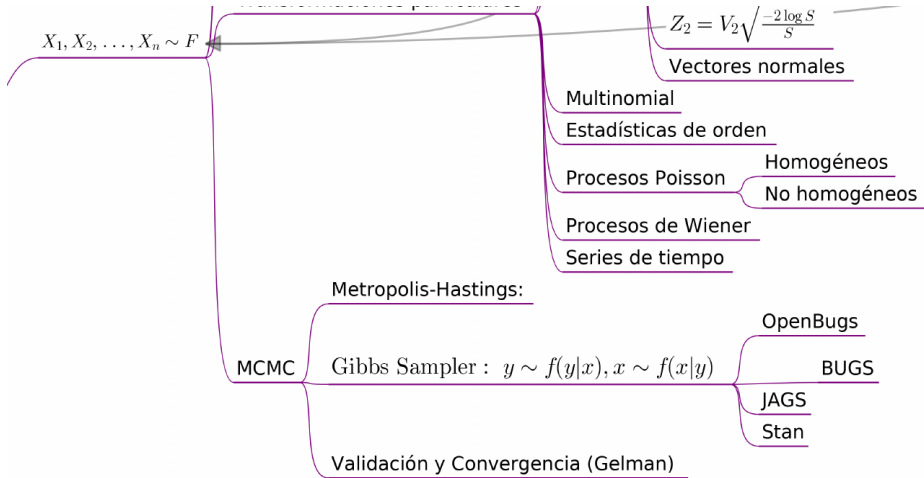 Transformaciones particulares
$X_1, X_2, \ldots, X_n \sim F$
$Z_2 = V_2\sqrt{\frac{-2\log S}{S}}$
Vectores normales
Multinomial
Estadísticas de orden
Procesos Poisson
Homogéneos
No homogéneos
Procesos de Wiener
Series de tiempo
MCMC
Metropolis-Hastings:
Gibbs Sampler : $y \sim f(y|x), x \sim f(x|y)$
OpenBugs
BUGS
JAGS
Stan
Validación y Convergencia (Gelman)